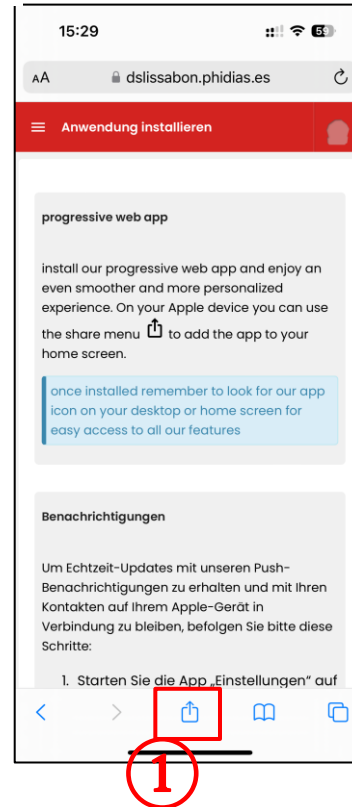 15:29
59
AA dslissabon.phidias.es
Anwendung installieren
progressive web app
install our progressive web app and enjoy an
even smoother and more personalized
experience. On your Apple device you can use
the share menu to add the app to your
home screen.
once installed remember to look for our app
icon on your desktop or home screen for
easy access to all our features
Benachrichtigungen
Um Echtzeit-Updates mit unseren Push-
Benachrichtigungen zu erhalten und mit Ihren
Kontakten auf Ihrem Apple-Gerät in
Verbindung zu bleiben, befolgen Sie bitte diese
Schritte:
1. Starten Sie die App „Einstellungen" auf
1